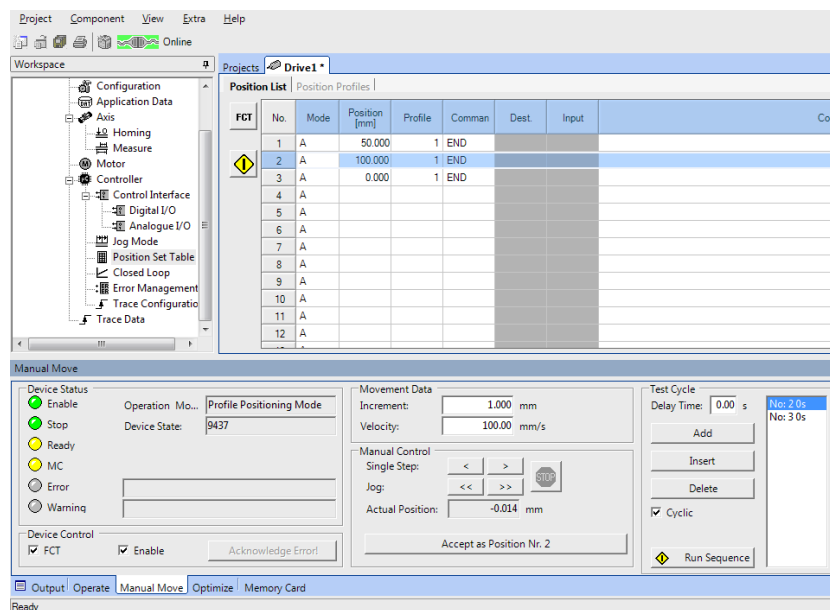 Project Component View Extra Help
Online
Workspace
Projects Drive1 *
Position List Position Profiles
Configuration
Application Data
Axis
Homing
Measure
Motor
Controller
Control Interface
Digital I/O
Analogue I/O
Jog Mode
Position Set Table
Closed Loop
Error Management
Trace Configuratio
Trace Data
FCT
No. Mode Position [mm] Profile Comman Dest. Input Co
1 A 50.000 1 END
2 A 100.000 1 END
3 A 0.000 1 END
4 A
5 A
6 A
7 A
8 A
9 A
10 A
11 A
12 A
Manual Move
Device Status
Enable Operation Mo... Profile Positioning Mode
Stop Device State: 9437
Ready
MC
Error
Warning
Device Control
FCT Enable Acknowledge Error!
Movement Data
Increment: 1.000 mm
Velocity: 100.00 mm/s
Manual Control
Single Step: < >
Jog: << >> STOP
Actual Position: -0.014 mm
Accept as Position Nr. 2
Test Cycle
Delay Time: 0.00 s
Add
Insert
Delete
Cyclic
Run Sequence
No: 2 0s
No: 3 0s
Output Operate Manual Move Optimize Memory Card
Ready